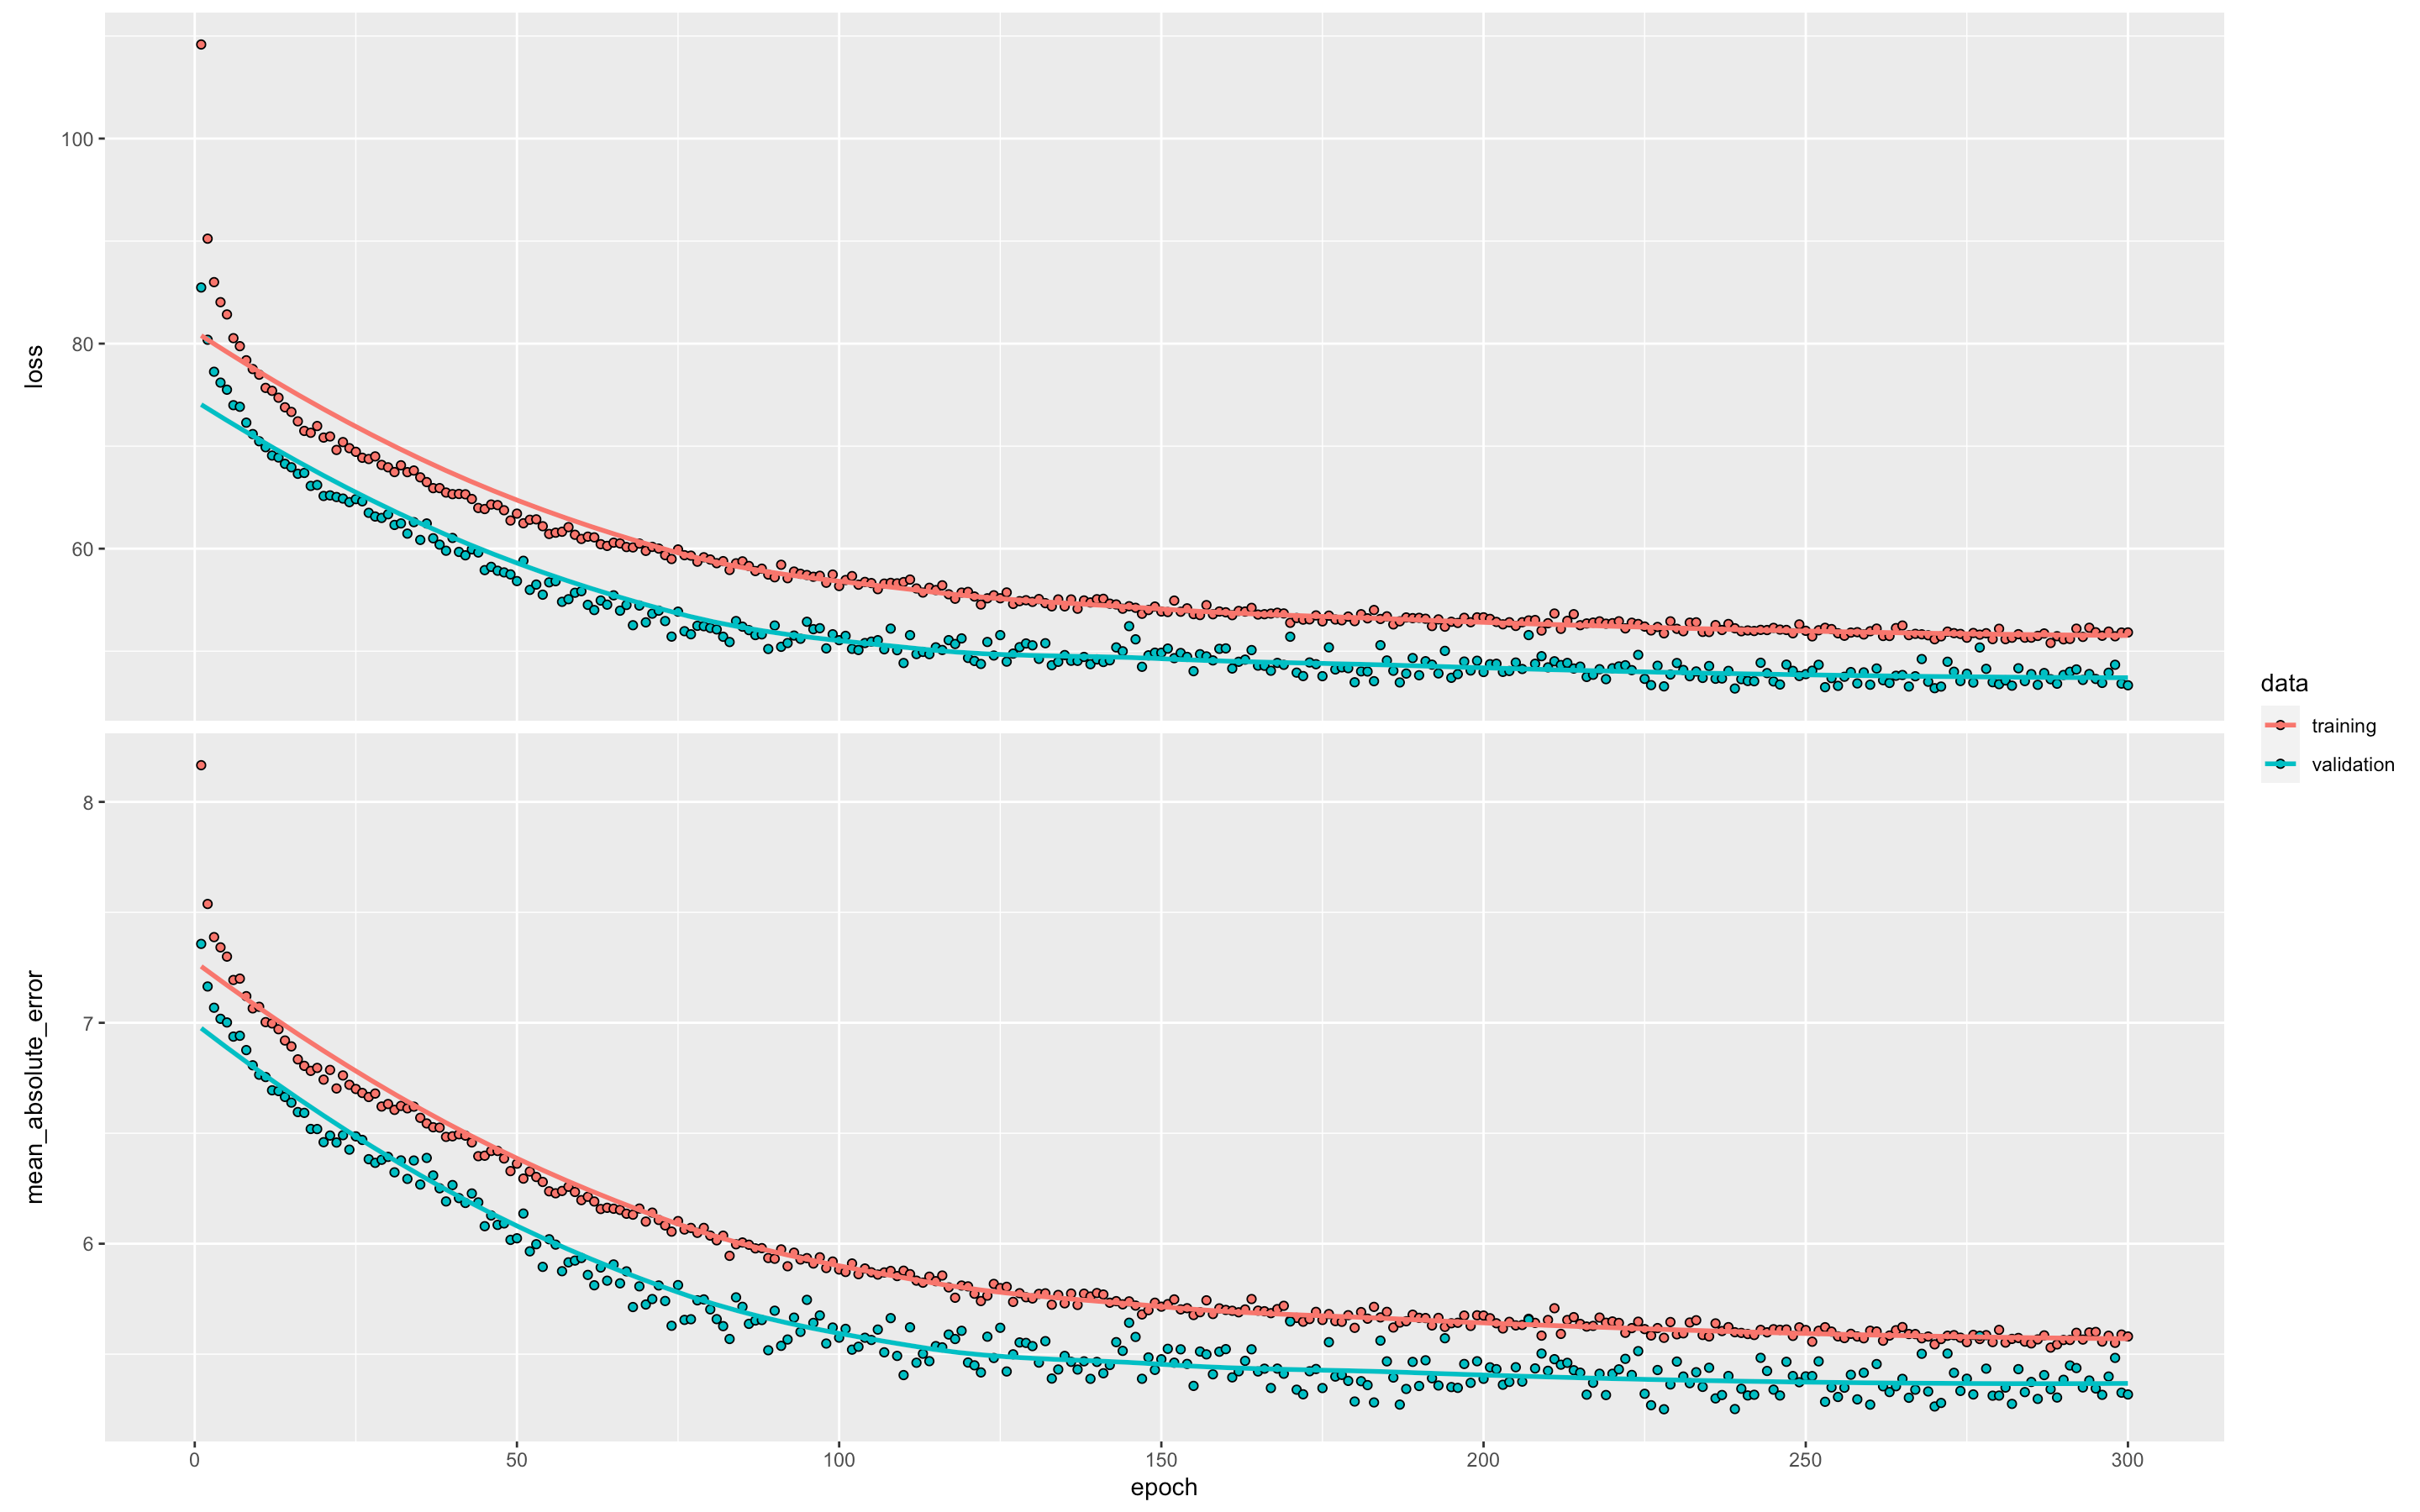 100
80
60
loss
8
7
6
mean_absolute_error
0 50 100 150 200 250 300
epoch
data
training
validation